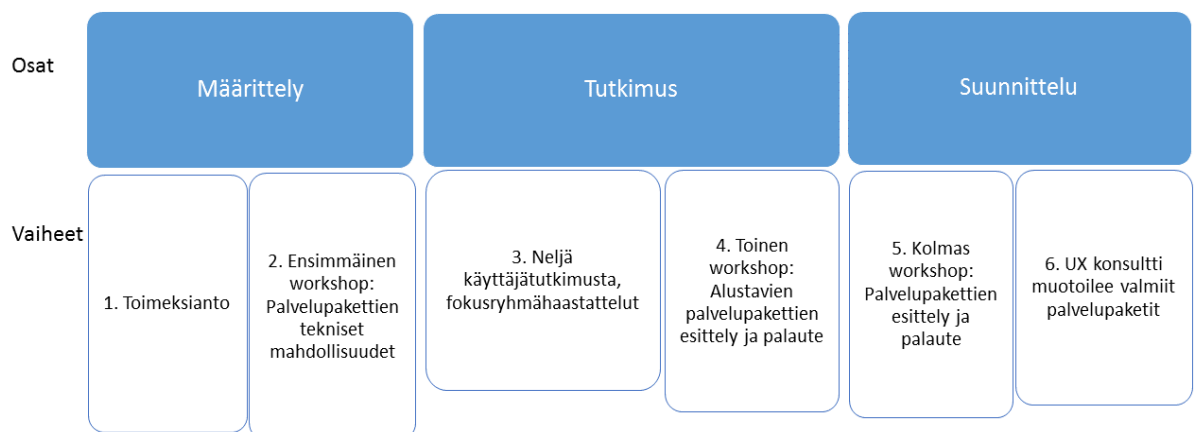 Osat
Määrittely
Tutkimus
Suunnittelu
Vaiheet
1. Toimeksianto
2. Ensimmäinen
workshop:
Palvelupakettien
tekniset
mahdollisuudet
3. Neljä
käyttäjätutkimusta,
fokusryhmähaastattelut
4. Toinen
workshop:
Alustavien
palvelupakettien
esittely ja palaute
5. Kolmas
workshop:
Palvelupakettien
esittely ja
palaute
6. UX konsultti
muotoilee valmiit
palvelupaketit